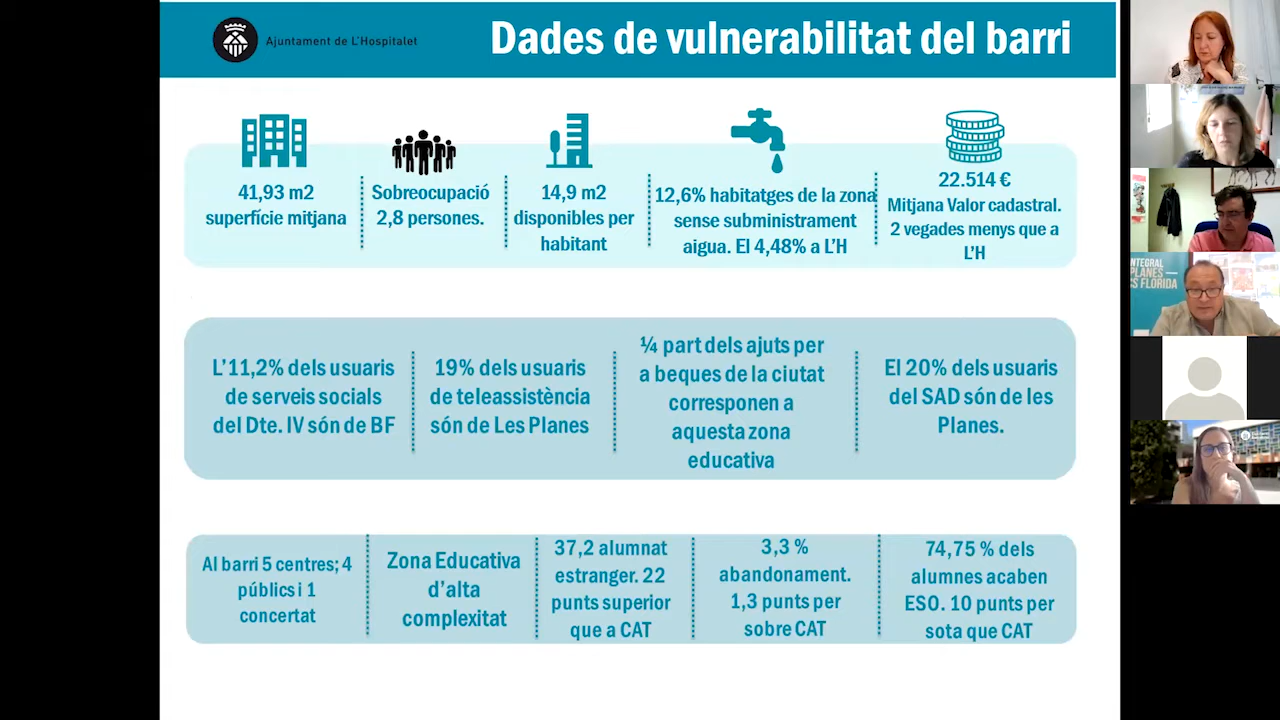 Ajuntament de L'Hospitalet
Dades de vulnerabilitat del barri
41,93 m2
superfície mitjana
Sobreocupació
2,8 persones.
14,9 m2
disponibles per
habitant
12,6% habitatges de la zona
sense subministrament
aigua. El 4,48% a L'H
22.514 €
Mitjana Valor cadastral.
2 vegades menys que a
L'H
L'11,2% dels usuaris
de serveis socials
del Dte. IV són de BF
19% dels usuaris
de teleassistència
són de Les Planes
¼ part dels ajuts per
a beques de la ciutat
corresponen a
aquesta zona
educativa
El 20% dels usuaris
del SAD són de les
Planes.
Al barri 5 centres; 4
públics i 1
concertat
Zona Educativa
d'alta
complexitat
37,2 alumnat
estranger. 22
punts superior
que a CAT
3,3 %
abandonament.
1,3 punts per
sobre CAT
74,75 % dels
alumnes acaben
ESO. 10 punts per
sota que CAT
NTEGRAL
PLANES—
CS FLORIDA